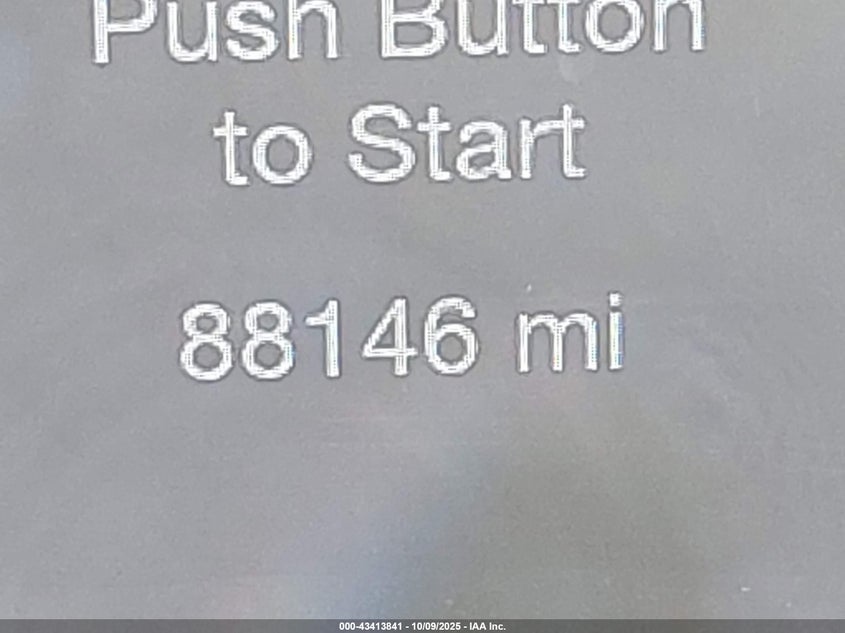 Push Button
to Start
88146 mi
000-43413841 - 10/09/2025 - IAA Inc.